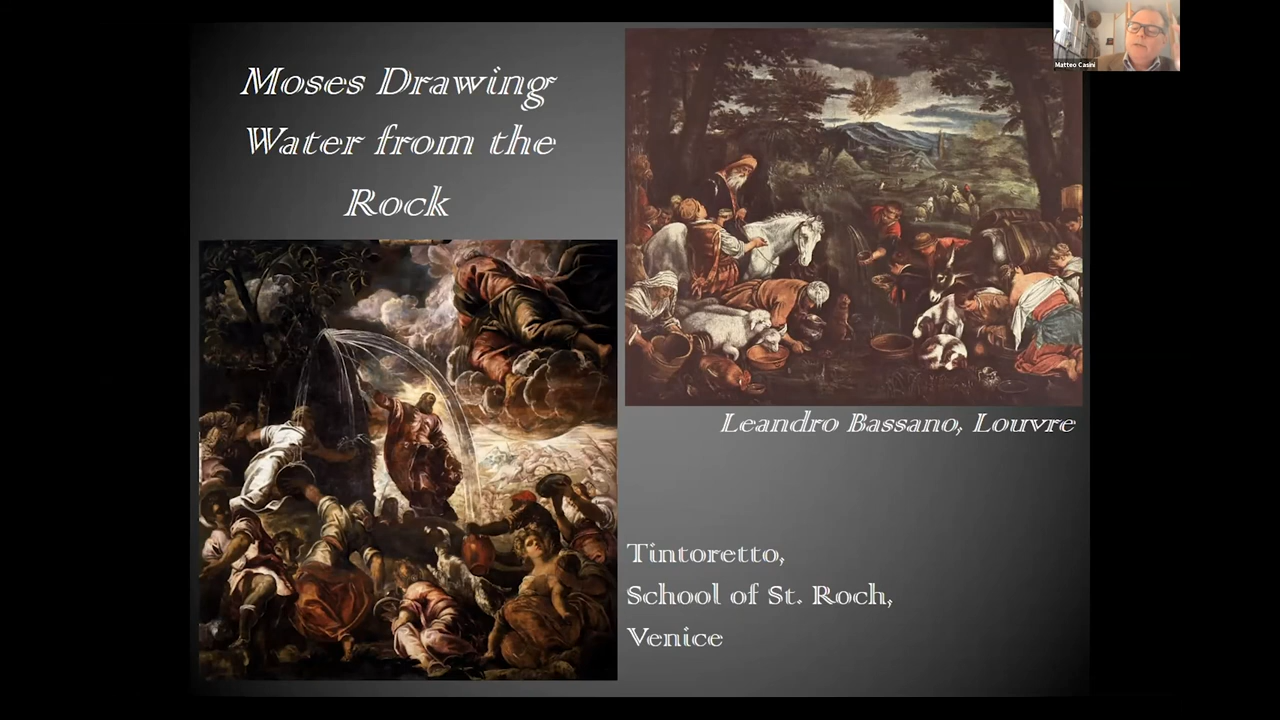 Moses Drawing
Water from the
Rock
Matteo Casini
Leandro Bassano, Louvre
Tintoretto,
School of St. Roch,
Venice